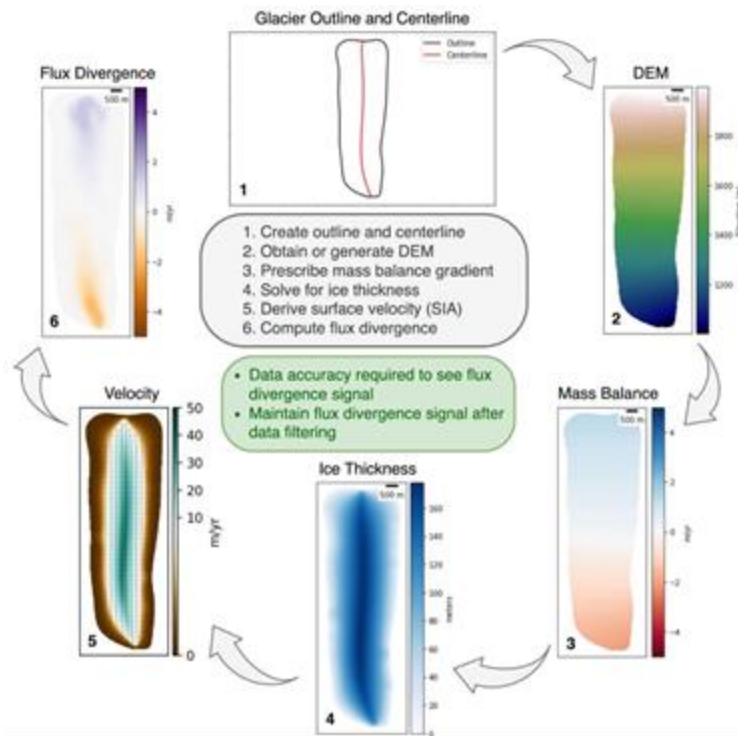 Glacier Outline and Centerline
Outline
Centerline
1
Flux Divergence
500 m
4
2
0
-2
-4
m/yr
6
DEM
500 m
1800
1600
1400
1200
2
1. Create outline and centerline
2. Obtain or generate DEM
3. Prescribe mass balance gradient
4. Solve for ice thickness
5. Derive surface velocity (SIA)
6. Compute flux divergence
• Data accuracy required to see flux
divergence signal
• Maintain flux divergence signal after
data filtering
Velocity
50
40
30
20
10
0
m/yr
5
Ice Thickness
500 m
160
140
120
100
80
60
40
20
0
meters
4
Mass Balance
500 m
4
2
0
-2
-4
m/yr
3